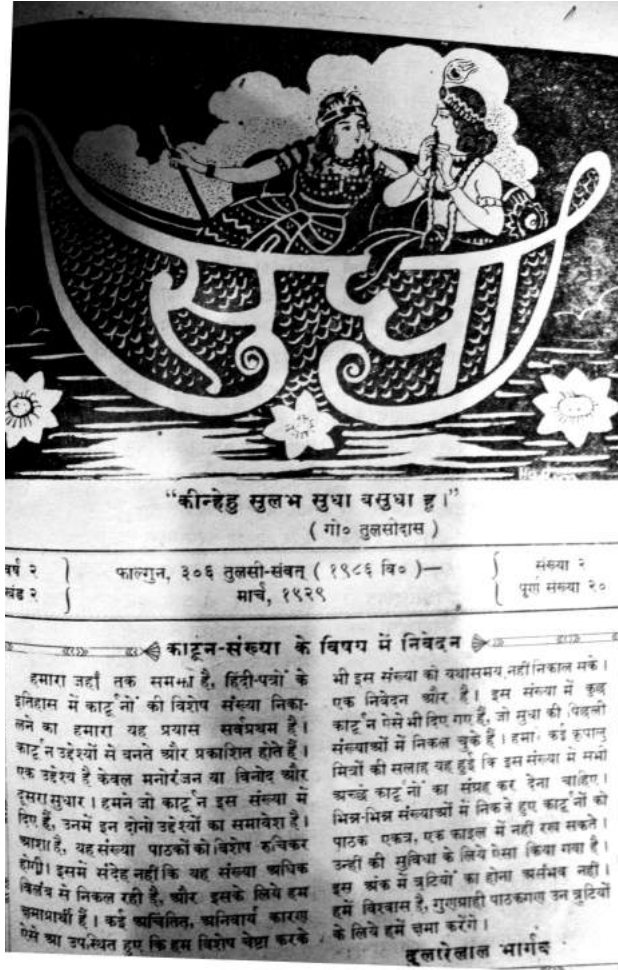 सुधा
“कीन्हेहु सुलभ सुधा बसुधा हू।”
( गो० तुलसीदास )
वर्ष २
खंड २
फाल्गुन, ३०६ तुलसी-संवत् ( १९८६ वि० )—
मार्च, १९२९
संख्या २
पूर्ण संख्या २०
कार्टून-संख्या के विषय में निवेदन
हमारा जहाँ तक समझ है, हिंदी-पत्रों के
इतिहास में कार्टूनों की विशेष संख्या निका-
लने का हमारा यह प्रयास सर्वप्रथम है।
कार्टून उद्देश्यों से बनते और प्रकाशित होते हैं।
एक उद्देश्य है केवल मनोरंजन या विनोद और
दूसरा सुधार। हमने जो कार्टून इस संख्या में
दिए हैं, उनमें इन दोनो उद्देश्यों का समावेश है।
आशा है, यह संख्या पाठकों को विशेष रुचिकर
होगी। इसमें संदेह नहीं कि यह संख्या अधिक
विलंब से निकल रही है, और इसके लिये हम
क्षमाप्रार्थी हैं। कई अचिंतित, अनिवार्य कारण
ऐसे आ उपस्थित हुए कि हम विशेष चेष्टा करके
भी इस संख्या को यथासमय नहीं निकाल सके।
एक निवेदन और है। इस संख्या में कुछ
कार्टून ऐसे भी दिए गए हैं, जो सुधा की पिछली
संख्याओं में निकल चुके हैं। हमारे कई कृपालु
मित्रों की सलाह यह हुई कि इस संख्या में सभी
अच्छे कार्टूनों का संग्रह कर देना चाहिए।
भिन्न-भिन्न संख्याओं में निकले हुए कार्टूनों को
पाठक एकत्र, एक फ़ाइल में नहीं रख सकते।
उन्हीं की सुविधा के लिये ऐसा किया गया है।
इस अंक में त्रुटियों का होना असंभव नहीं।
हमें विश्वास है, गुणग्राही पाठकगण उन त्रुटियों
के लिये हमें क्षमा करेंगे।
दुलारेलाल भार्गव